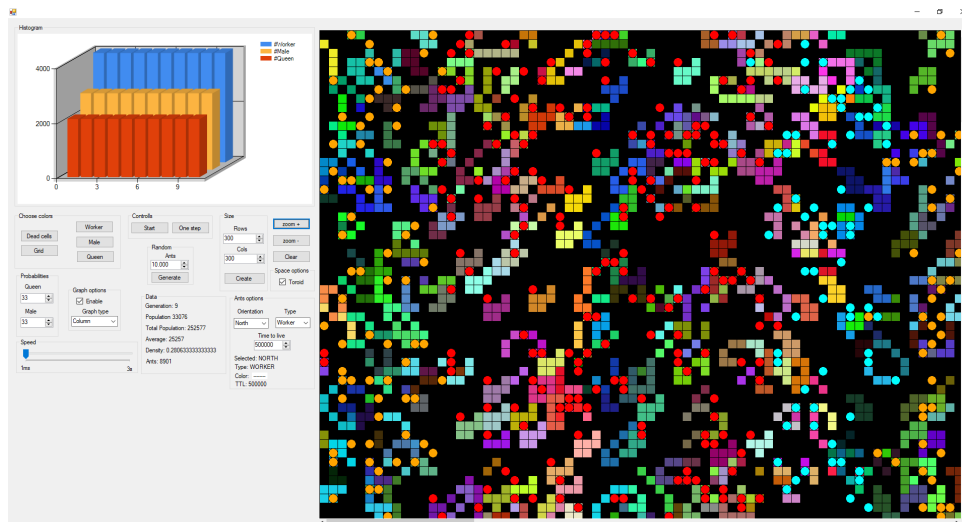 Histogram
#Worker
#Male
#Queen
4000
2000
0
0 3 6 9
Choose colors
Worker
Dead cells
Male
Grid
Queen
Controlls
Start One step
Random
Ants
10.000
Generate
Size
Rows
300
Cols
300
Create
zoom +
zoom -
Clear
Space options
Toroid
Probabilities
Queen
33
Male
33
Graph options
Enable
Graph type
Column
Data
Generation: 9
Population 33076
Total Population: 252577
Average: 25257
Density: 0.280633333333333
Ants: 8901
Ants options
Orientation Type
North Worker
Time to live
500000
Selected: NORTH
Type: WORKER
Color: ------
TTL: 500000
Speed
1ms 3s